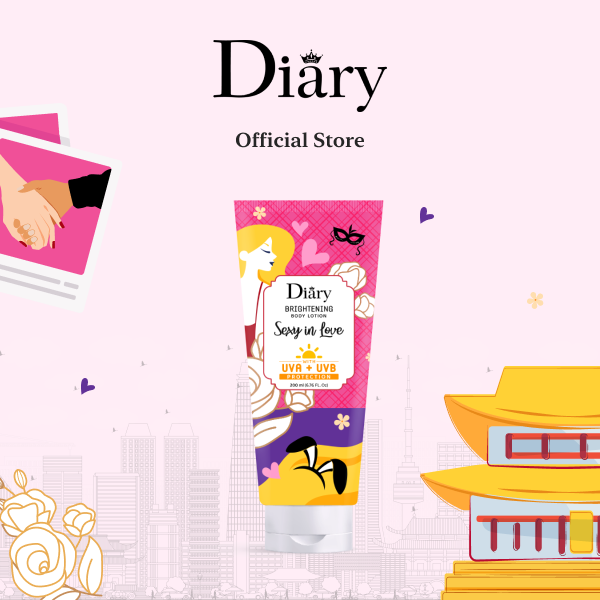 Diary
Official Store
Diary
BRIGHTENING
BODY LOTION
Sexy in Love
WITH
UVA + UVB
PROTECTION
200 ml (6.76 FL.Oz)